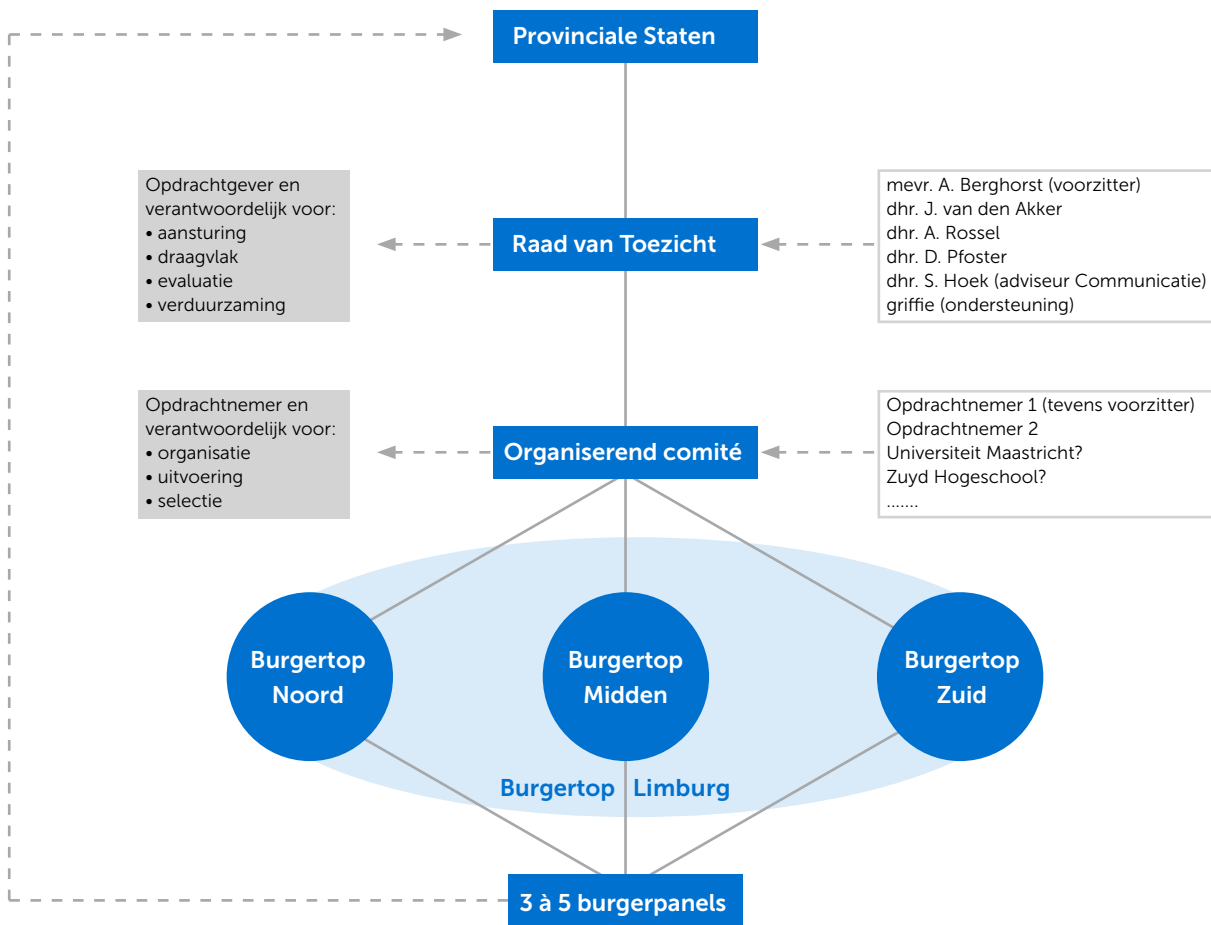 Provinciale Staten
Opdrachtgever en
verantwoordelijk voor:
• aansturing
• draagvlak
• evaluatie
• verduurzaming
Raad van Toezicht
mevr. A. Berghorst (voorzitter)
dhr. J. van den Akker
dhr. A. Rossel
dhr. D. Pfoster
dhr. S. Hoek (adviseur Communicatie)
griffie (ondersteuning)
Opdrachtnemer en
verantwoordelijk voor:
• organisatie
• uitvoering
• selectie
Organiserend comité
Opdrachtnemer 1 (tevens voorzitter)
Opdrachtnemer 2
Universiteit Maastricht?
Zuyd Hogeschool?
.......
Burgertop
Noord
Burgertop
Midden
Burgertop
Zuid
Burgertop Limburg
3 à 5 burgerpanels